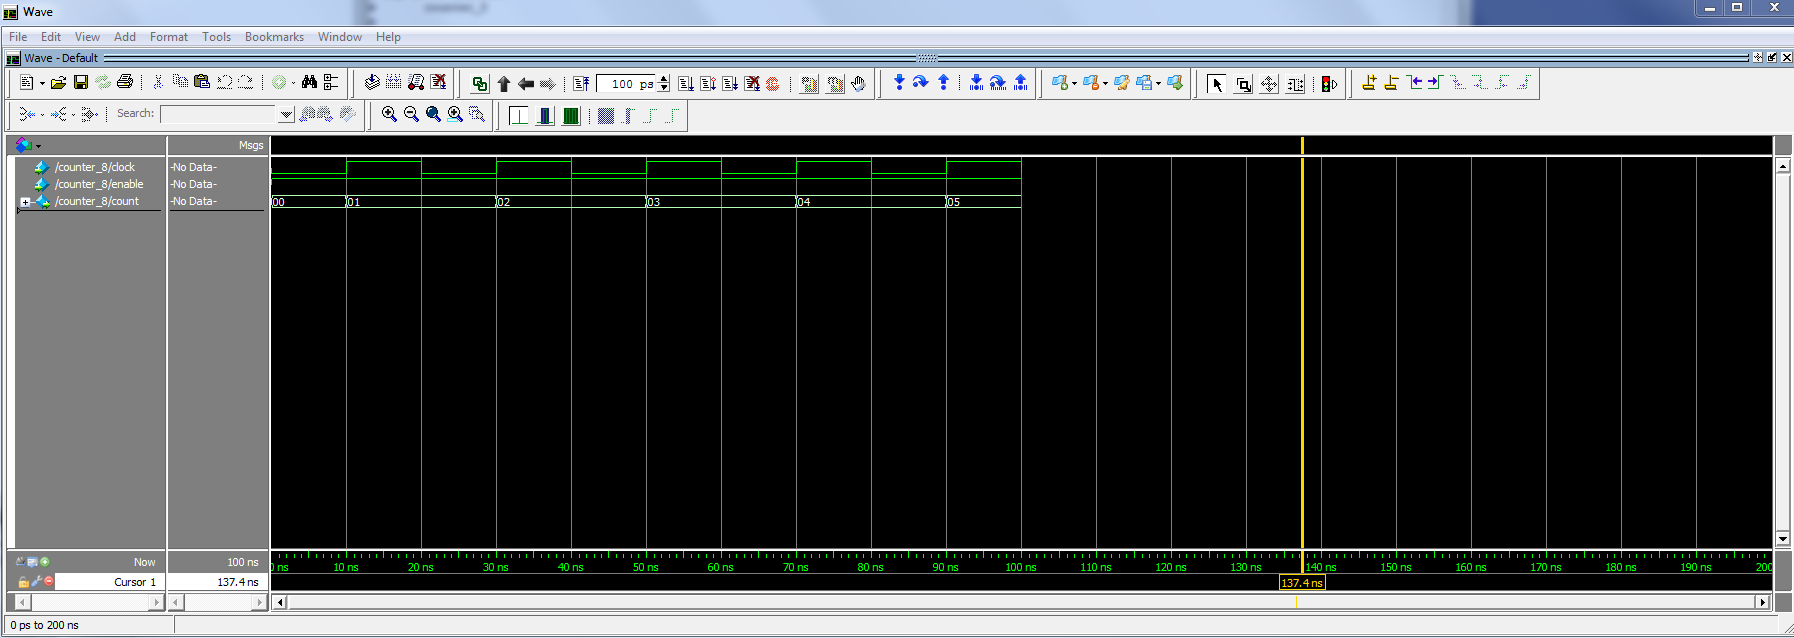 Wave
File Edit View Add Format Tools Bookmarks Window Help
Wave - Default
100 ps
Search:
Msgs
/counter_8/clock -No Data-
/counter_8/enable -No Data-
/counter_8/count -No Data- 00 01 02 03 04 05
Now 100 ns
0 ns 10 ns 20 ns 30 ns 40 ns 50 ns 60 ns 70 ns 80 ns 90 ns 100 ns 110 ns 120 ns 130 ns 140 ns 150 ns 160 ns 170 ns 180 ns 190 ns 200
Cursor 1 137.4 ns 137.4 ns
0 ps to 200 ns